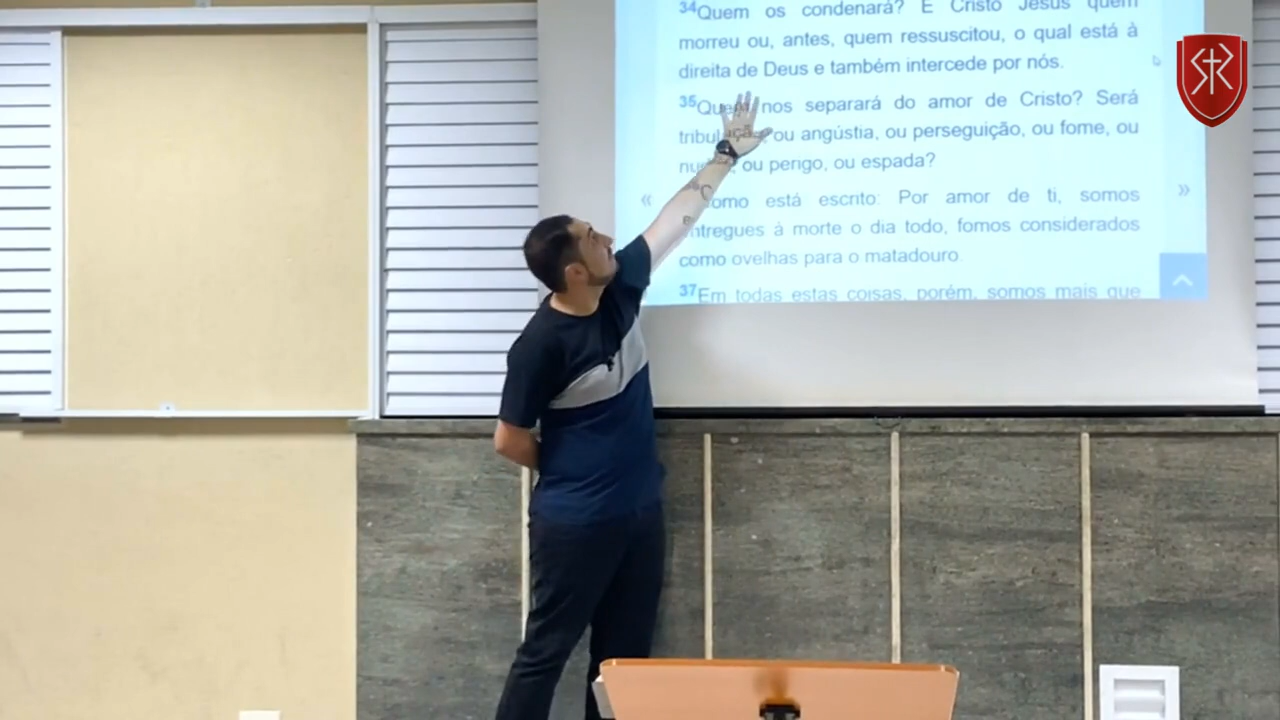 34Quem os condenará? É Cristo Jesus quem
morreu ou, antes, quem ressuscitou, o qual está à
direita de Deus e também intercede por nós.
35Quem nos separará do amor de Cristo? Será
ou angústia, ou perseguição, ou fome, ou
ou perigo, ou espada?
Como está escrito: Por amor de ti, somos
entregues à morte o dia todo, fomos considerados
como ovelhas para o matadouro.
37Em todas estas coisas, porém, somos mais que